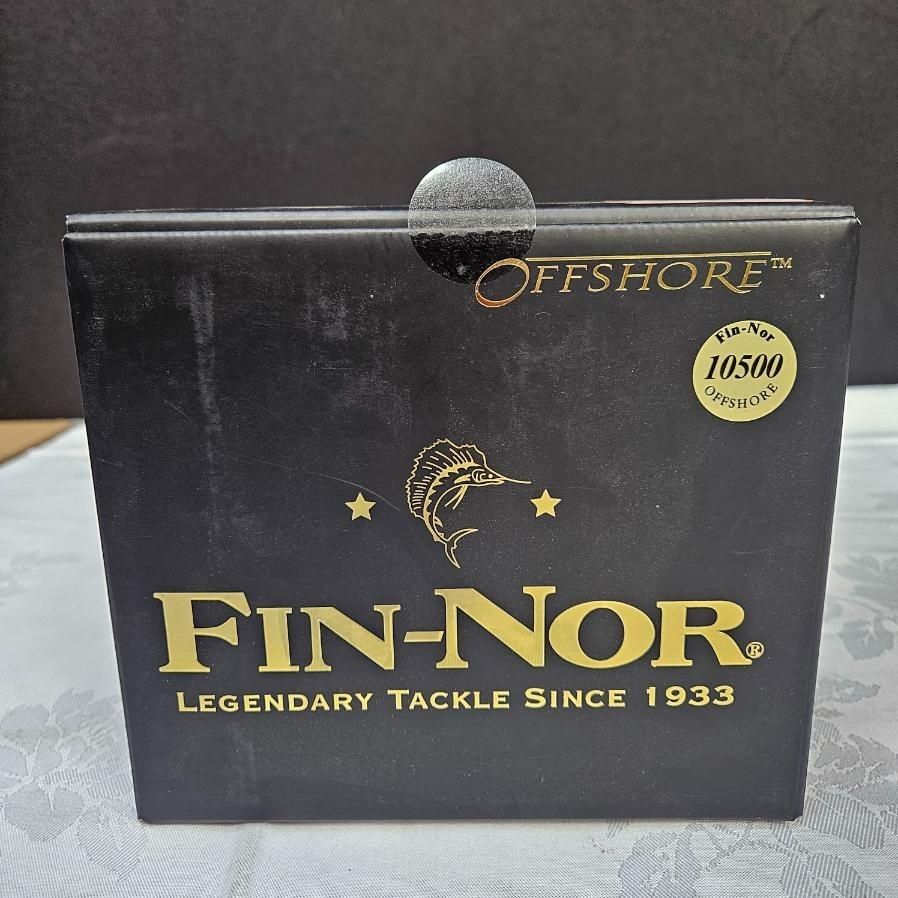 OFFSHORE™
Fin-Nor
10500
OFFSHORE
FIN-NOR®
LEGENDARY TACKLE SINCE 1933